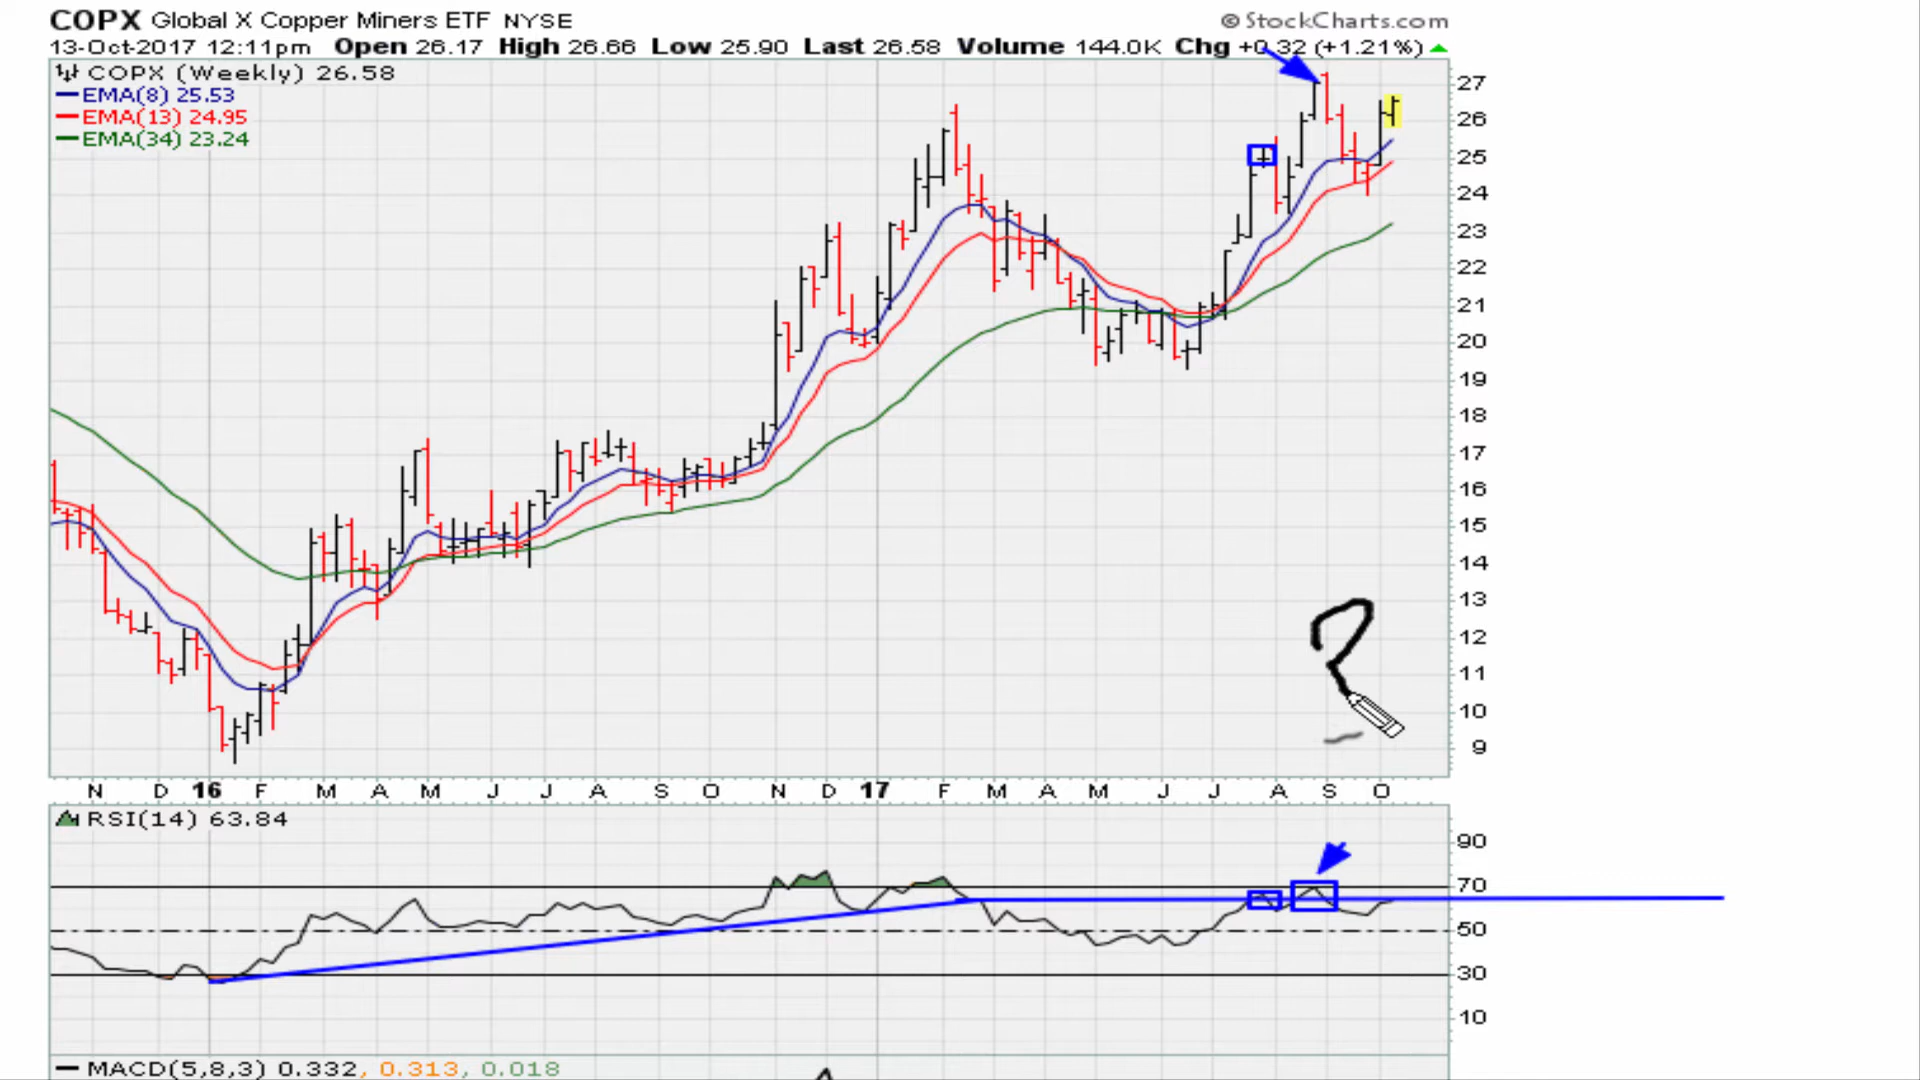 COPX Global X Copper Miners ETF NYSE © StockCharts.com
13-Oct-2017 12:11pm Open 26.17 High 26.66 Low 25.90 Last 26.58 Volume 144.0K Chg +0.32 (+1.21%)
COPX (Weekly) 26.58
EMA(8) 25.53
EMA(13) 24.95
EMA(34) 23.24
27
26
25
24
23
22
21
20
19
18
17
16
15
14
13
12
11
10
9
?
N D 16 F M A M J J A S O N D 17 F M A M J J A S O
RSI(14) 63.84
90
70
50
30
10
MACD(5,8,3) 0.332, 0.313, 0.018